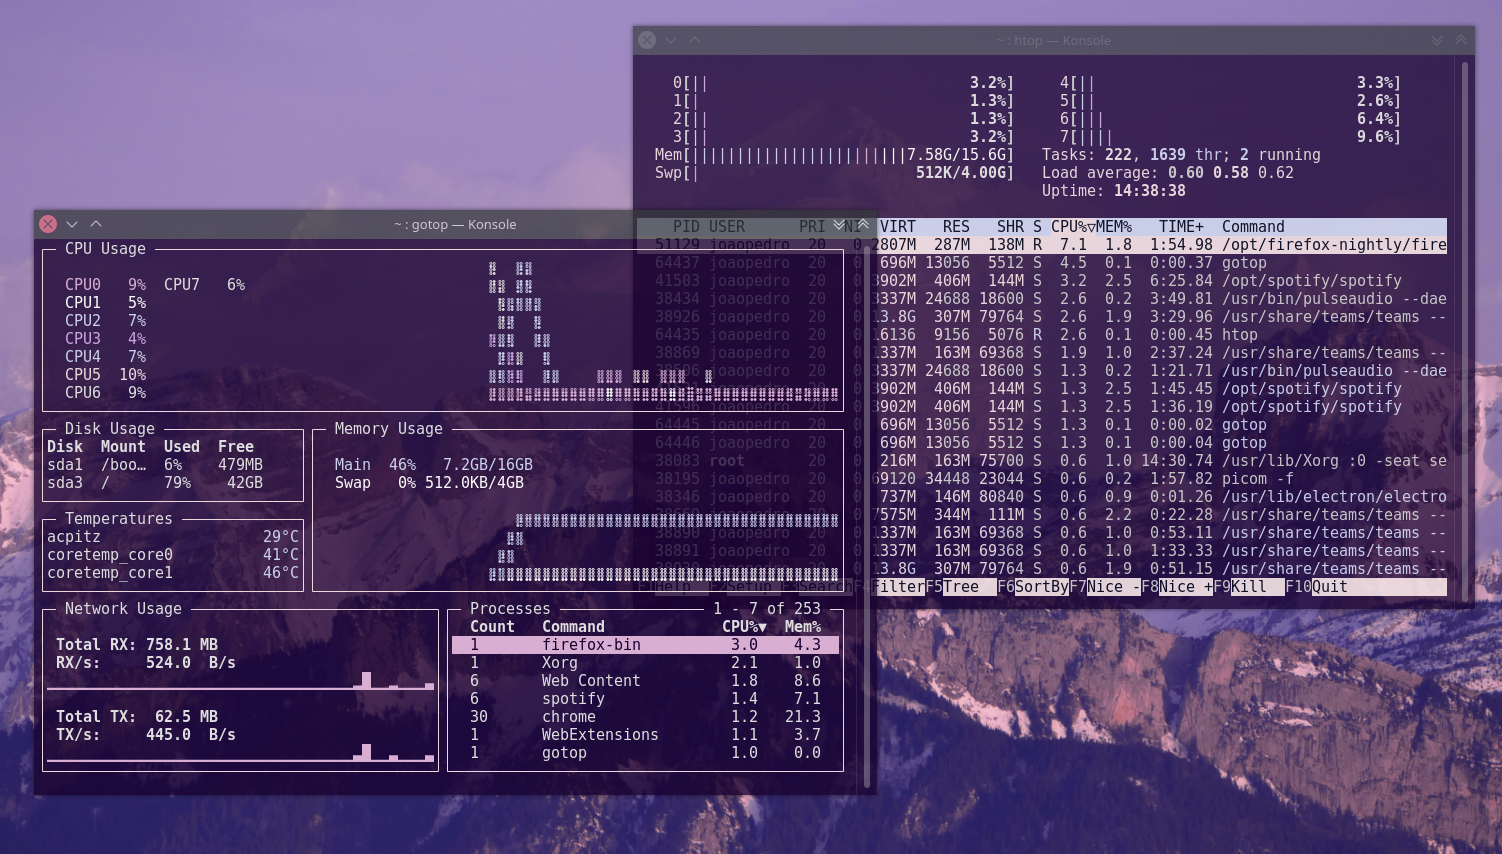 ~ : htop — Konsole
0[|| 3.2%] 4[|| 3.3%]
1[| 1.3%] 5[|| 2.6%]
2[|| 1.3%] 6[||| 6.4%]
3[|| 3.2%] 7[|||| 9.6%]
Mem[||||||||||||||||||||||||7.58G/15.6G] Tasks: 222, 1639 thr; 2 running
Swp[| 512K/4.00G] Load average: 0.60 0.58 0.62
Uptime: 14:38:38
PID USER PRI NI VIRT RES SHR S CPU%▽MEM% TIME+ Command
51129 joaopedro 20 0 2807M 287M 138M R 7.1 1.8 1:54.98 /opt/firefox-nightly/fire
64437 joaopedro 20 0 696M 13056 5512 S 4.5 0.1 0:00.37 gotop
41503 joaopedro 20 0 3902M 406M 144M S 3.2 2.5 6:25.84 /opt/spotify/spotify
38434 joaopedro 20 0 3337M 24688 18600 S 2.6 0.2 3:49.81 /usr/bin/pulseaudio --dae
38926 joaopedro 20 0 13.8G 307M 79764 S 2.6 1.9 3:29.96 /usr/share/teams/teams --
64435 joaopedro 20 0 16136 9156 5076 R 2.6 0.1 0:00.45 htop
38869 joaopedro 20 0 1337M 163M 69368 S 1.9 1.0 2:37.24 /usr/share/teams/teams --
joaopedro 20 0 3337M 24688 18600 S 1.3 0.2 1:21.71 /usr/bin/pulseaudio --dae
20 0 3902M 406M 144M S 1.3 2.5 1:45.45 /opt/spotify/spotify
41596 joaopedro 20 0 3902M 406M 144M S 1.3 2.5 1:36.19 /opt/spotify/spotify
64445 joaopedro 20 0 696M 13056 5512 S 1.3 0.1 0:00.02 gotop
64446 joaopedro 20 0 696M 13056 5512 S 1.3 0.1 0:00.04 gotop
38083 root 20 0 216M 163M 75700 S 0.6 1.0 14:30.74 /usr/lib/Xorg :0 -seat se
38195 joaopedro 20 0 69120 34448 23044 S 0.6 0.2 1:57.82 picom -f
38346 joaopedro 20 0 737M 146M 80840 S 0.6 0.9 0:01.26 /usr/lib/electron/electro
joaopedro 20 0 7575M 344M 111M S 0.6 2.2 0:22.28 /usr/share/teams/teams --
38890 joaopedro 20 0 1337M 163M 69368 S 0.6 1.0 0:53.11 /usr/share/teams/teams --
38891 joaopedro 20 0 1337M 163M 69368 S 0.6 1.0 1:33.33 /usr/share/teams/teams --
joaopedro 20 0 13.8G 307M 79764 S 0.6 1.9 0:51.15 /usr/share/teams/teams --
F1Help F2Setup F3SearchF4FilterF5Tree F6SortByF7Nice -F8Nice +F9Kill F10Quit
~ : gotop — Konsole
CPU Usage
CPU0 9% CPU7 6%
CPU1 5%
CPU2 7%
CPU3 4%
CPU4 7%
CPU5 10%
CPU6 9%
Disk Usage
Disk Mount Used Free
sda1 /boo… 6% 479MB
sda3 / 79% 42GB
Memory Usage
Main 46% 7.2GB/16GB
Swap 0% 512.0KB/4GB
Temperatures
acpitz 29°C
coretemp_core0 41°C
coretemp_core1 46°C
Network Usage
Total RX: 758.1 MB
RX/s: 524.0 B/s
Total TX: 62.5 MB
TX/s: 445.0 B/s
Processes 1 - 7 of 253
Count Command CPU%▼ Mem%
1 firefox-bin 3.0 4.3
1 Xorg 2.1 1.0
6 Web Content 1.8 8.6
6 spotify 1.4 7.1
30 chrome 1.2 21.3
1 WebExtensions 1.1 3.7
1 gotop 1.0 0.0